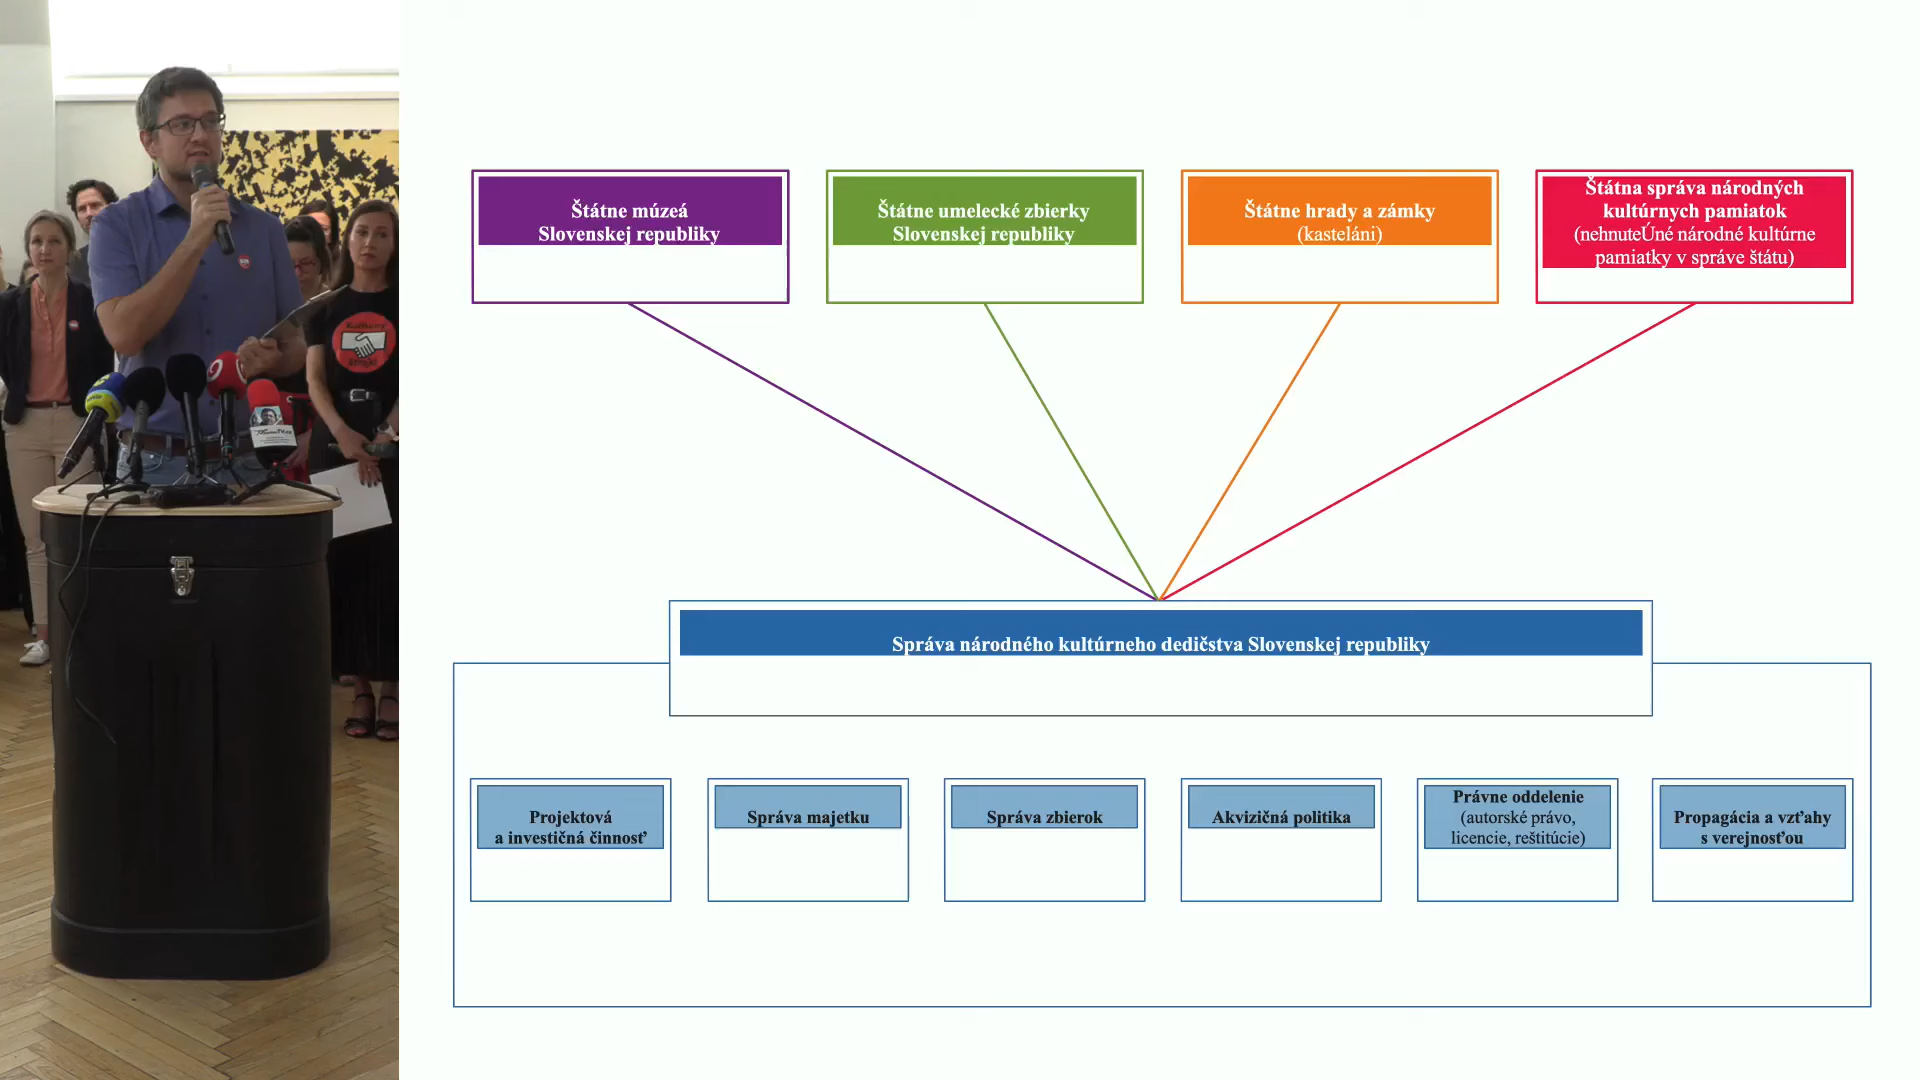 Štátne múzeá
Slovenskej republiky
Štátne umelecké zbierky
Slovenskej republiky
Štátne hrady a zámky
(kasteláni)
Štátna správa národných
kultúrnych pamiatok
(nehnuteÚné národné kultúrne
pamiatky v správe štátu)
Správa národného kultúrneho dedičstva Slovenskej republiky
Projektová
a investičná činnosť
Správa majetku
Správa zbierok
Akvizičná politika
Právne oddelenie
(autorské právo,
licencie, reštitúcie)
Propagácia a vzťahy
s verejnosťou